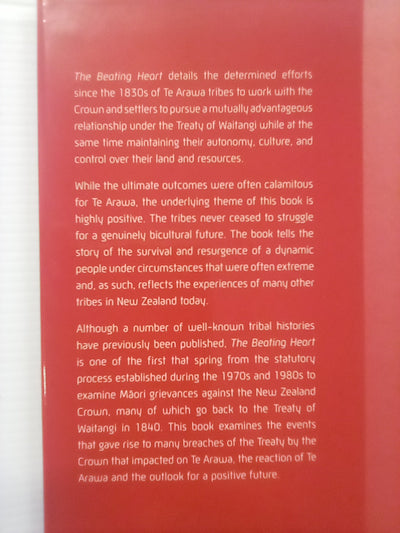 The Beating Heart details the determined efforts
since the 1830s of Te Arawa tribes to work with the
Crown and settlers to pursue a mutually advantageous
relationship under the Treaty of Waitangi while at the
same time maintaining their autonomy, culture, and
control over their land and resources.
While the ultimate outcomes were often calamitous
for Te Arawa, the underlying theme of this book is
highly positive. The tribes never ceased to struggle
for a genuinely bicultural future. The book tells the
story of the survival and resurgence of a dynamic
people under circumstances that were often extreme
and, as such, reflects the experiences of many other
tribes in New Zealand today.
Although a number of well-known tribal histories
have previously been published, The Beating Heart
is one of the first that spring from the statutory
process established during the 1970s and 1980s to
examine Māori grievances against the New Zealand
Crown, many of which go back to the Treaty of
Waitangi in 1840. This book examines the events
that gave rise to many breaches of the Treaty by the
Crown that impacted on Te Arawa, the reaction of Te
Arawa and the outlook for a positive future.